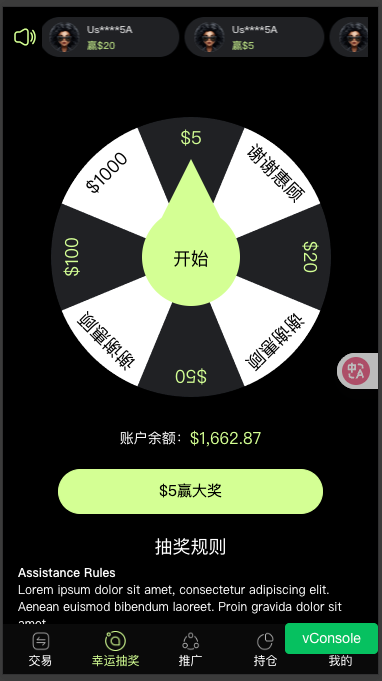 Us****5A
赢$20
Us****5A
赢$5
$5
谢谢惠顾
$20
谢谢惠顾
$50
谢谢惠顾
$100
$1000
开始
中A
账户余额：$1,662.87
$5赢大奖
抽奖规则
Assistance Rules
Lorem ipsum dolor sit amet, consectetur adipiscing elit.
Aenean euismod bibendum laoreet. Proin gravida dolor sit
amet
vConsole
交易 幸运抽奖 推广 持仓 我的